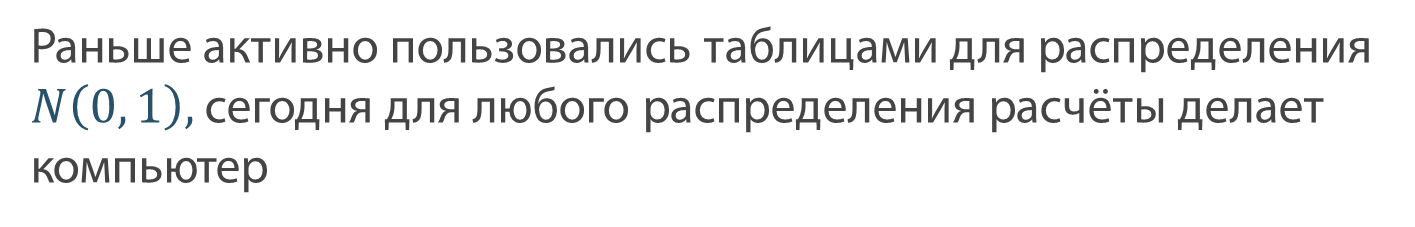 Раньше активно пользовались таблицами для распределения
N(0, 1), сегодня для любого распределения расчёты делает
компьютер